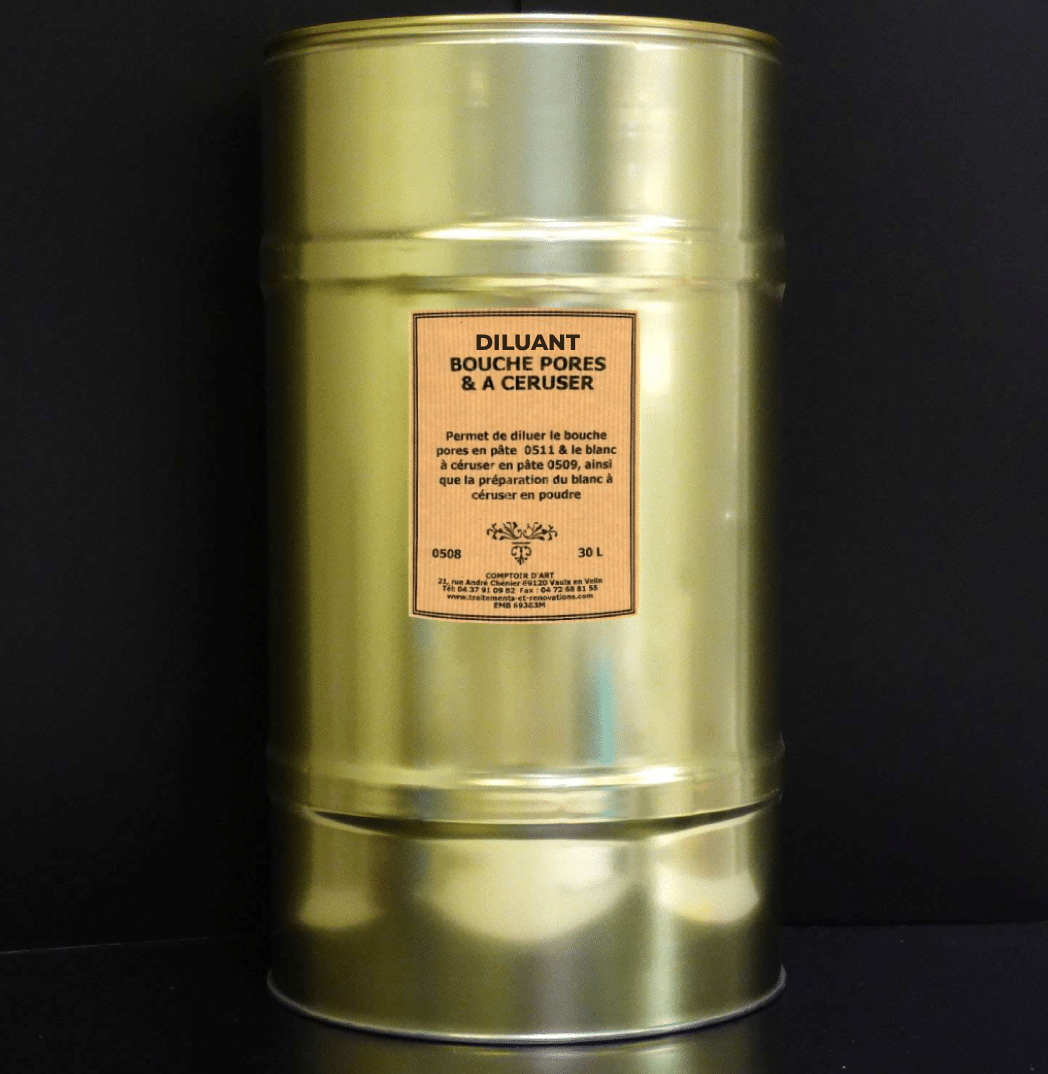 DILUANT
BOUCHE PORES
& A CERUSER
Permet de diluer le bouche
pores en pâte 0511 & le blanc
à céruser en pâte 0509, ainsi
que la préparation du blanc à
céruser en poudre
0508 30 L
COMPTOIR D'ART
21, rue André Chénier 69120 Vaulx en Velin
Tél: 04 37 91 09 82 Fax : 04 72 68 81 55
www.traitements-et-renovations.com
EMB 69383M